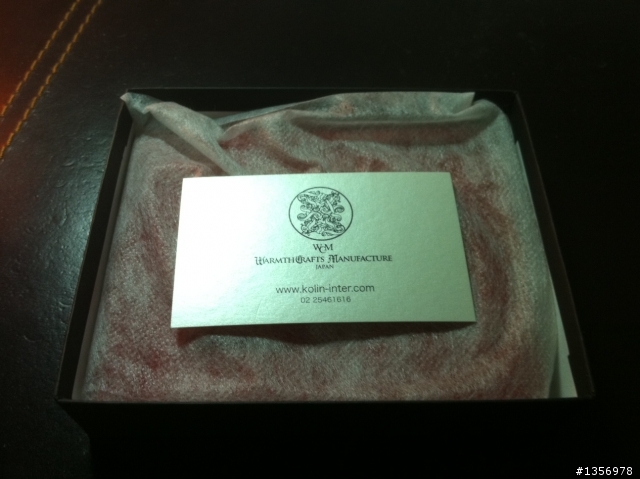 WCM
WARMTHCRAFTS MANUFACTURE
JAPAN
www.kolin-inter.com
02 25461616
#1356978